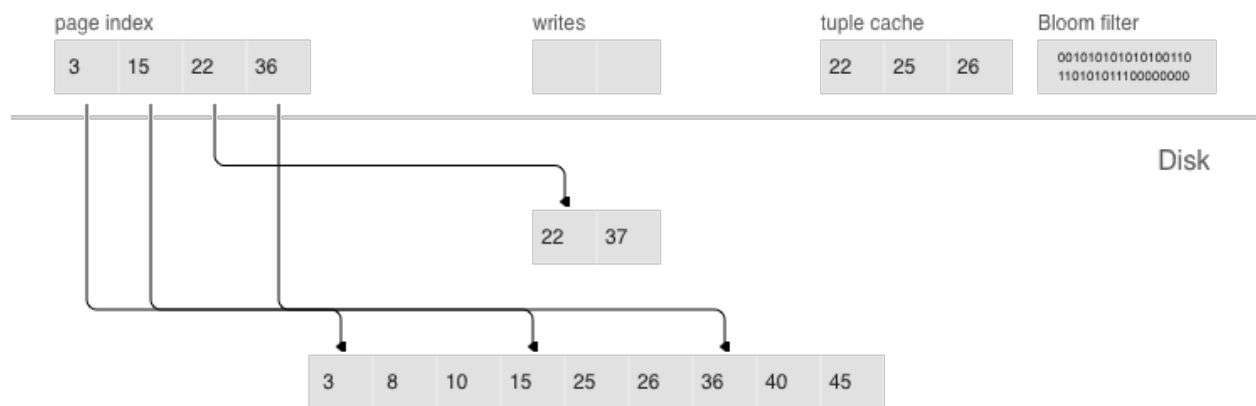 page index writes tuple cache Bloom filter
3 15 22 36 22 25 26 001010101010100110
110101011100000000
Disk
22 37
3 8 10 15 25 26 36 40 45